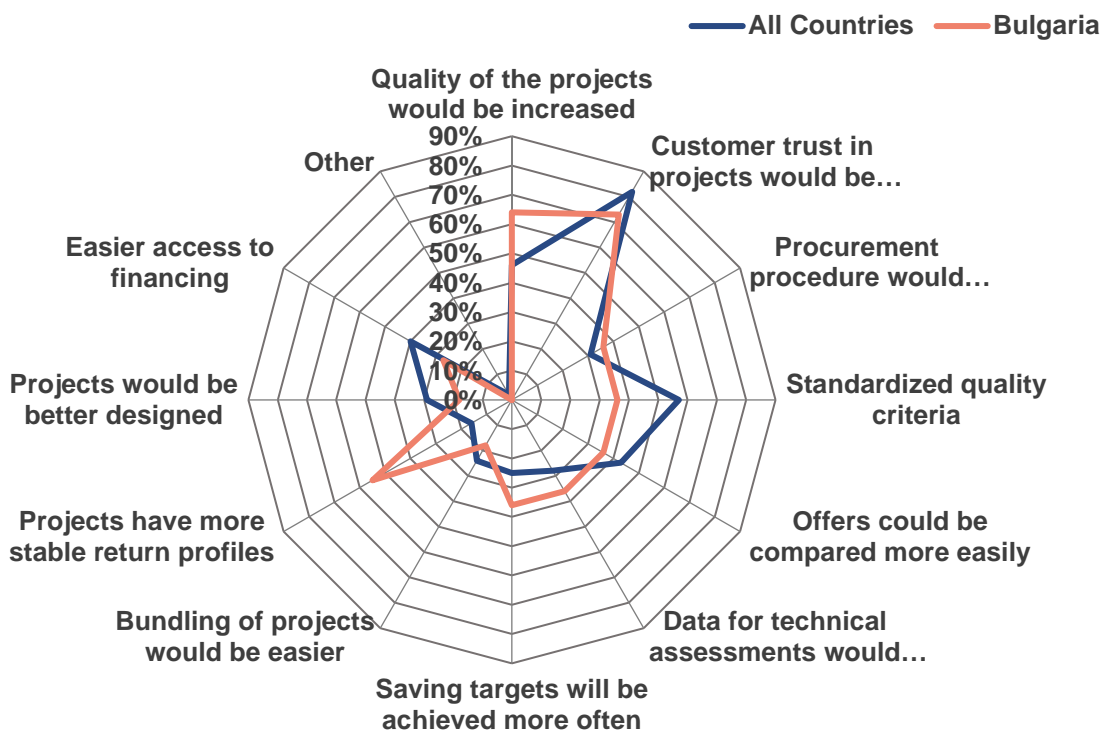 All Countries
Bulgaria
Quality of the projects
would be increased
Customer trust in
projects would be…
Procurement
procedure would…
Standardized quality
criteria
Offers could be
compared more easily
Data for technical
assessments would…
Saving targets will be
achieved more often
Bundling of projects
would be easier
Projects have more
stable return profiles
Projects would be
better designed
Easier access to
financing
Other
90%
80%
70%
60%
50%
40%
30%
20%
10%
0%